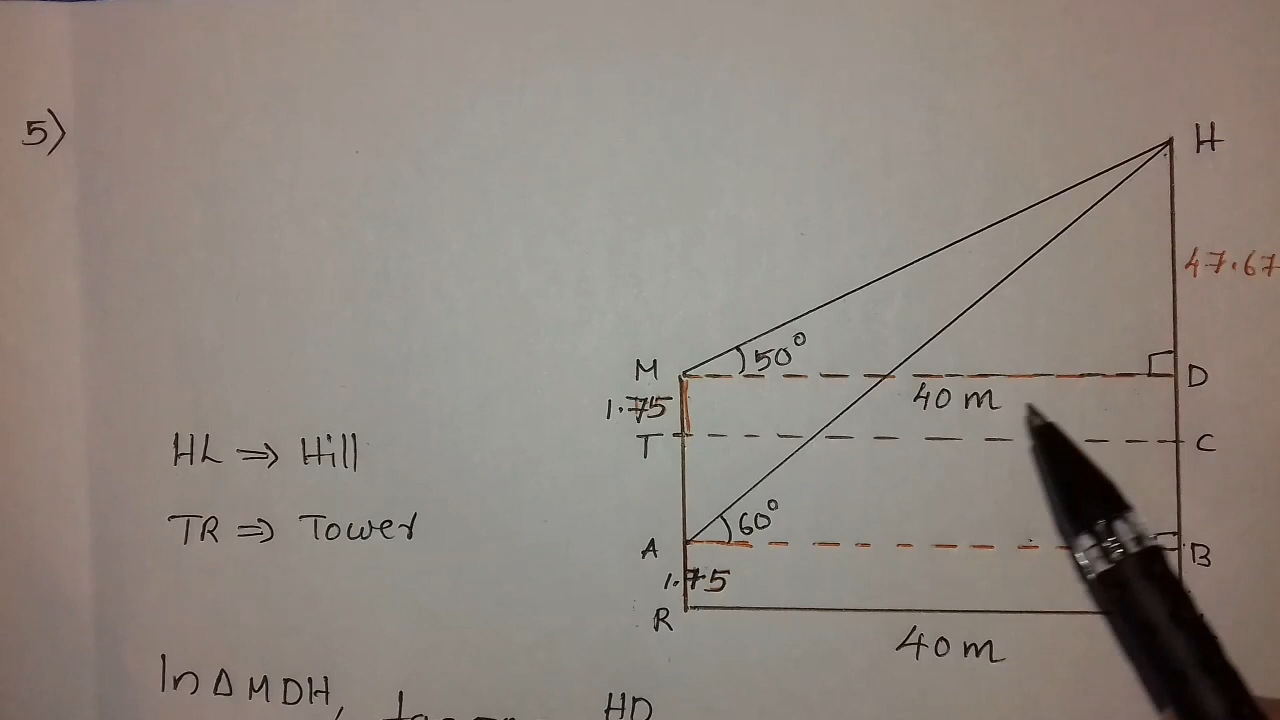 5)
H
47.67
50°
M
D
1.75
40 m
T
C
HL ⇒ Hill
60°
TR ⇒ Tower
A
B
1.75
R
40 m
In Δ MDH,
HD